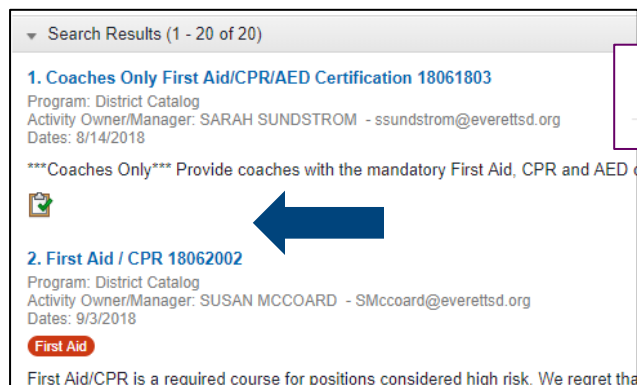 Search Results (1 - 20 of 20)
1. Coaches Only First Aid/CPR/AED Certification 18061803
Program: District Catalog
Activity Owner/Manager: SARAH SUNDSTROM - ssundstrom@everettsd.org
Dates: 8/14/2018
***Coaches Only*** Provide coaches with the mandatory First Aid, CPR and AED
2. First Aid / CPR 18062002
Program: District Catalog
Activity Owner/Manager: SUSAN MCCOARD - SMccoard@everettsd.org
Dates: 9/3/2018
First Aid
First Aid/CPR is a required course for positions considered high risk. We regret tha